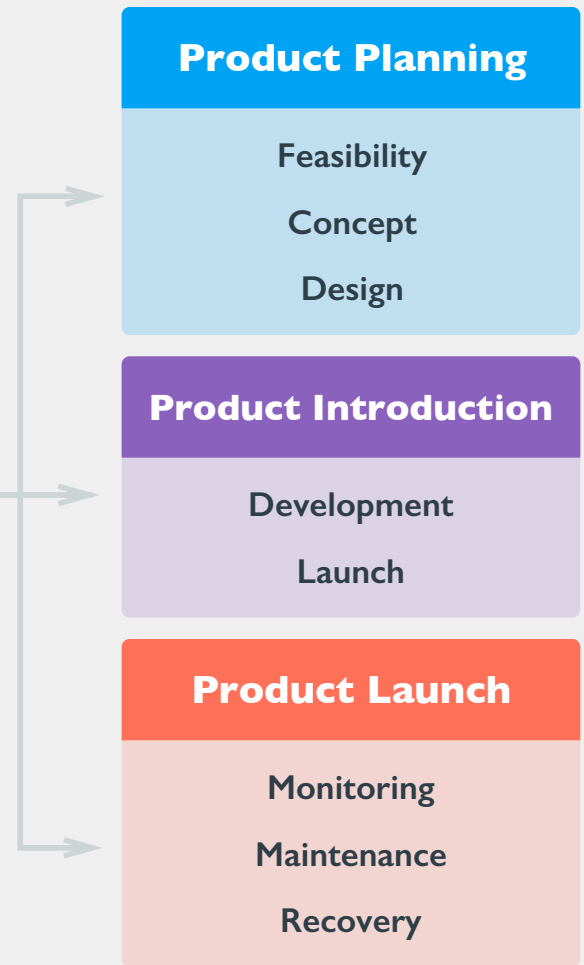 Product Planning
Feasibility
Concept
Design
Product Introduction
Development
Launch
Product Launch
Monitoring
Maintenance
Recovery